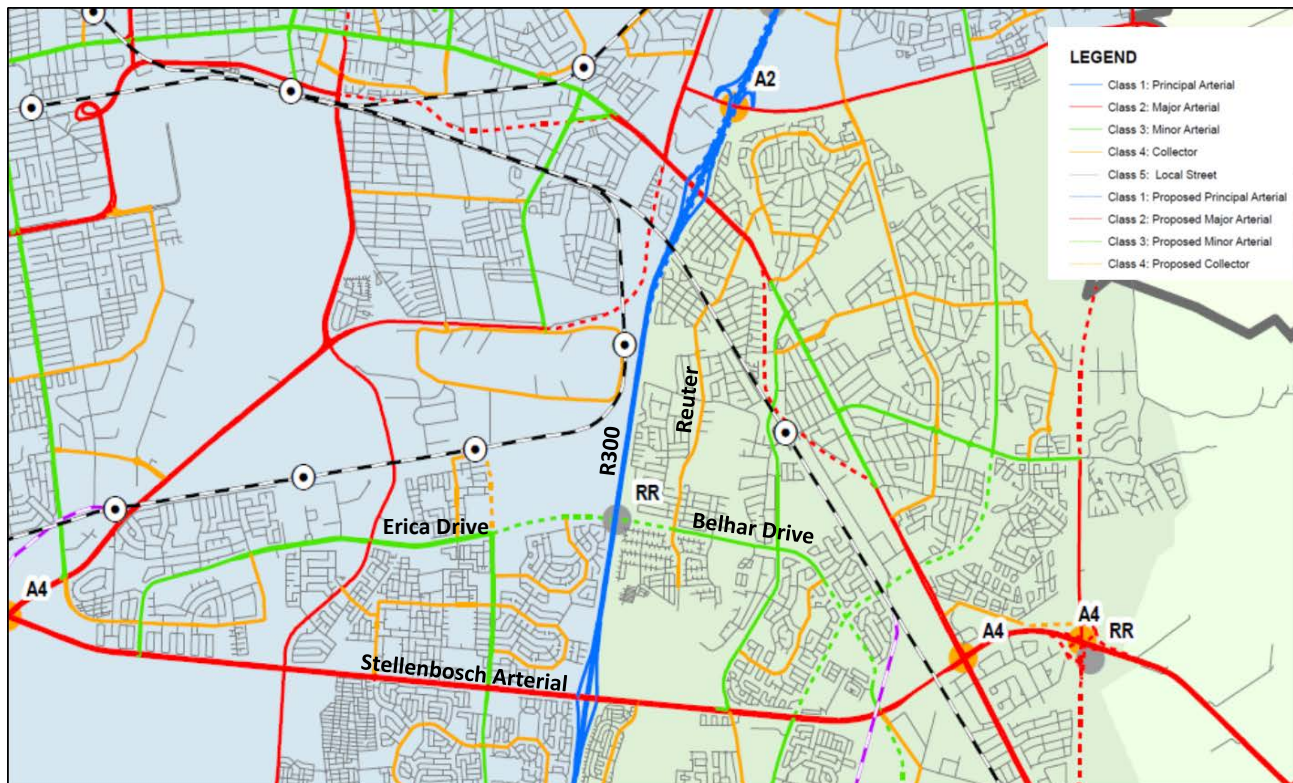 A2
LEGEND
Class 1: Principal Arterial
Class 2: Major Arterial
Class 3: Minor Arterial
Class 4: Collector
Class 5: Local Street
Class 1: Proposed Principal Arterial
Class 2: Proposed Major Arterial
Class 3: Proposed Minor Arterial
Class 4: Proposed Collector
Reuter
R300
RR
Erica Drive
Belhar Drive
A4
A4
A4
RR
Stellenbosch Arterial